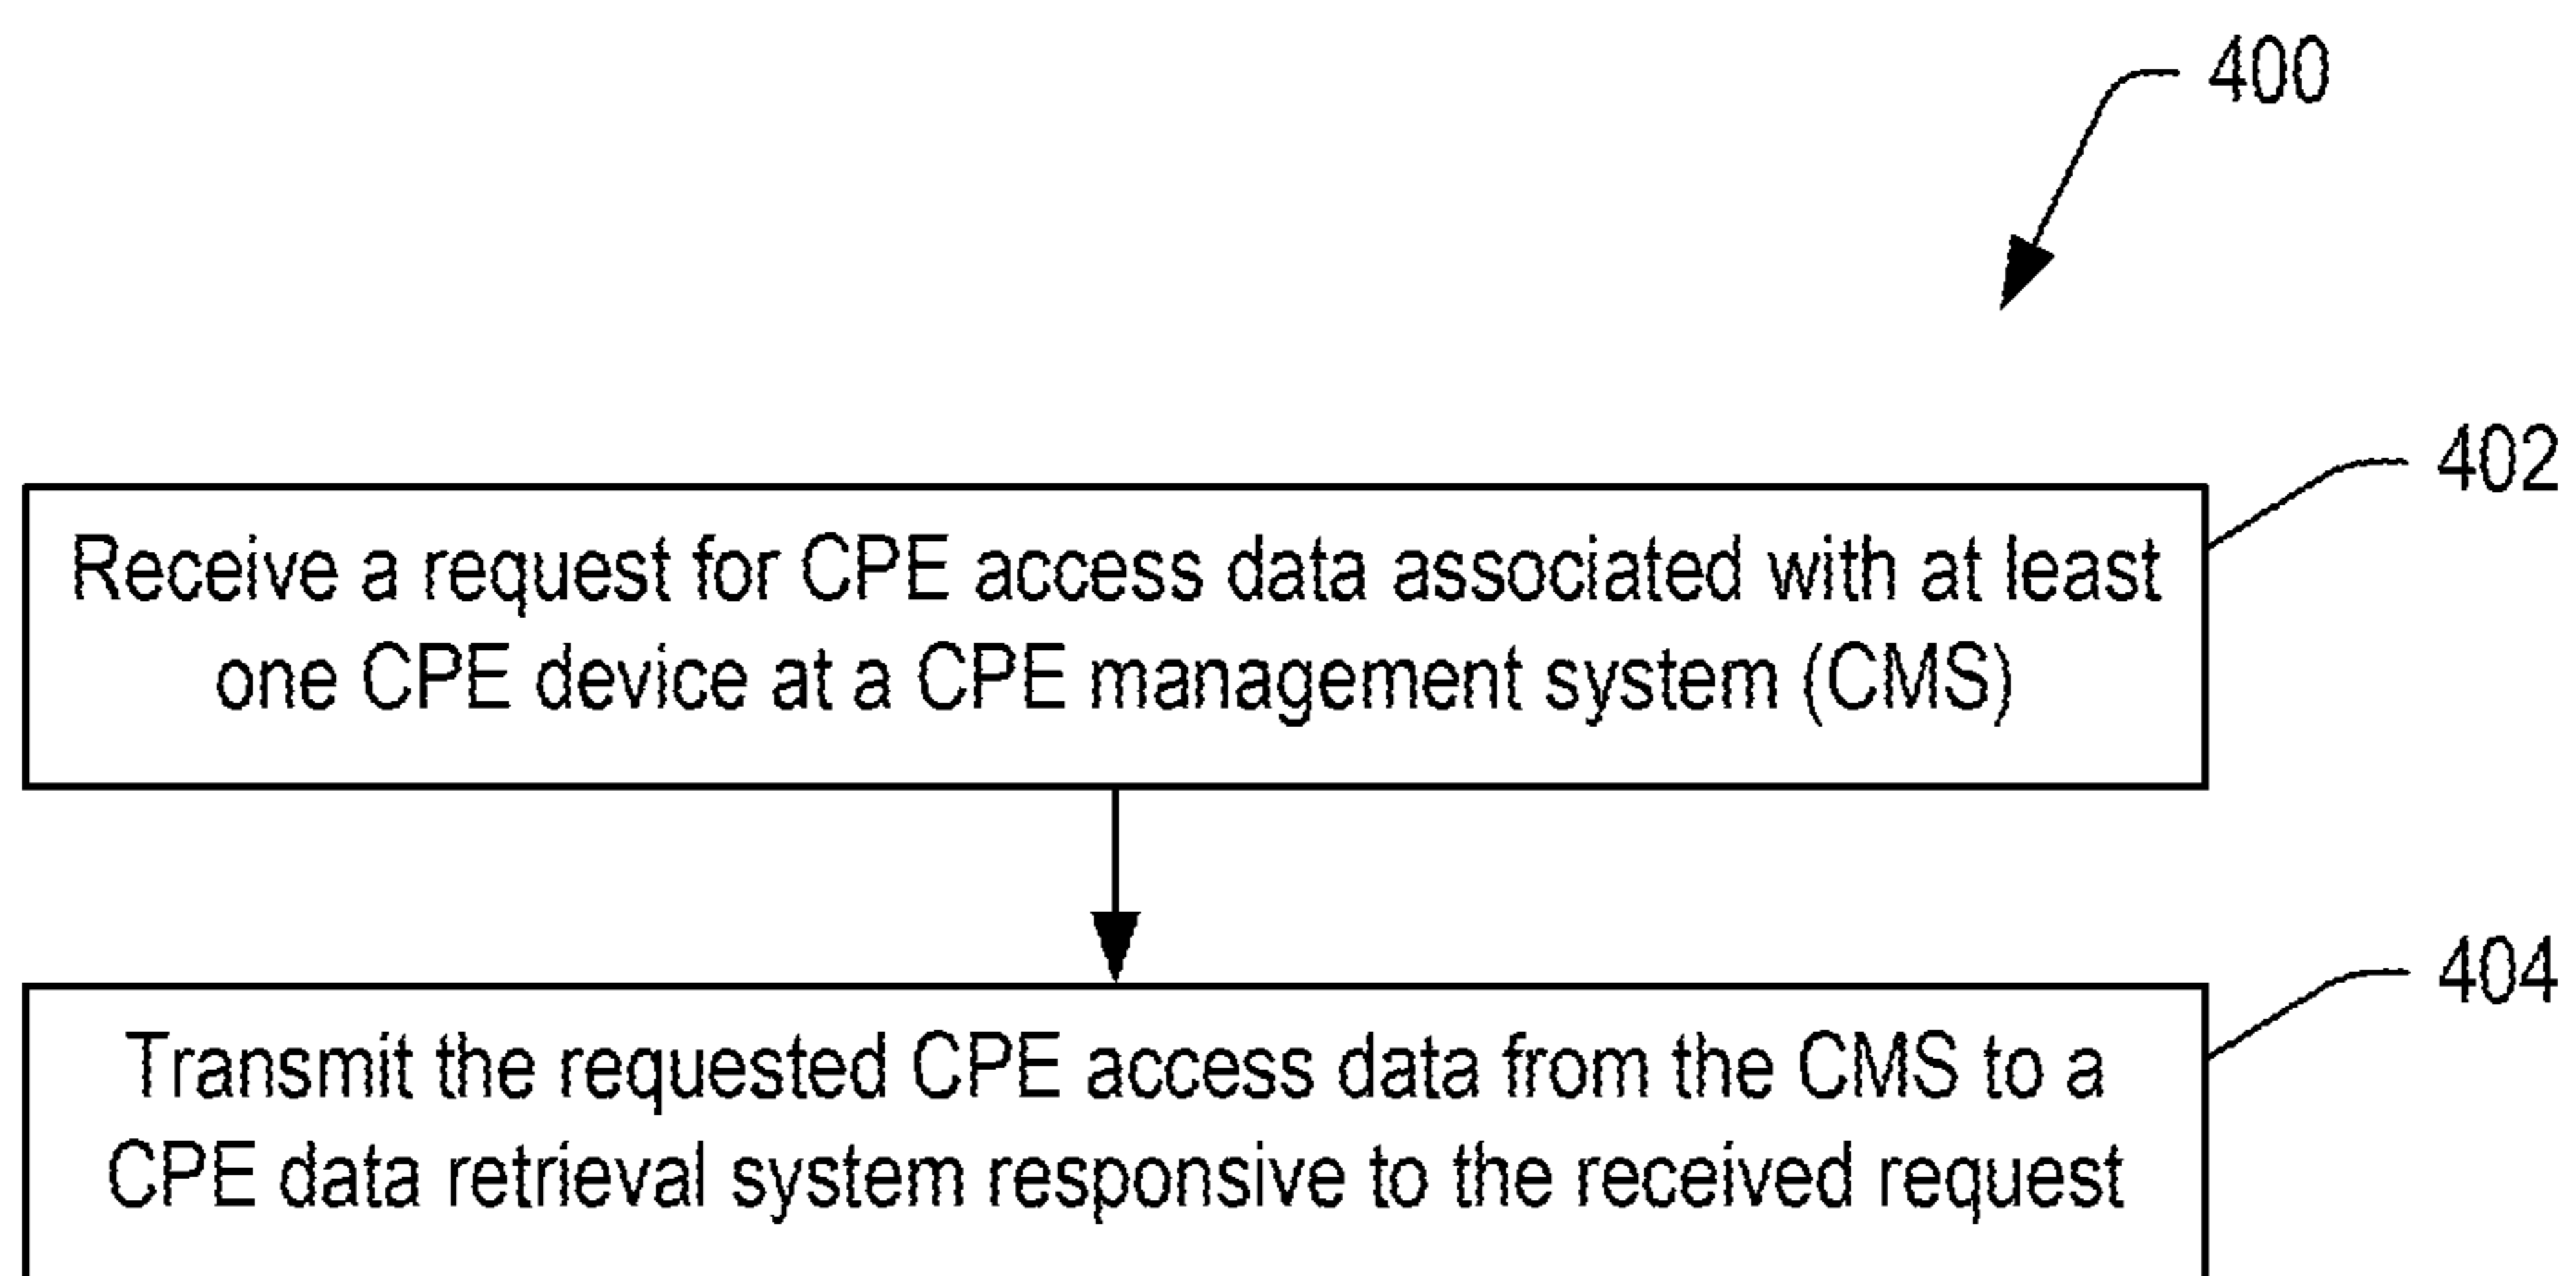 400
402
Receive a request for CPE access data associated with at least
one CPE device at a CPE management system (CMS)
404
Transmit the requested CPE access data from the CMS to a
CPE data retrieval system responsive to the received request